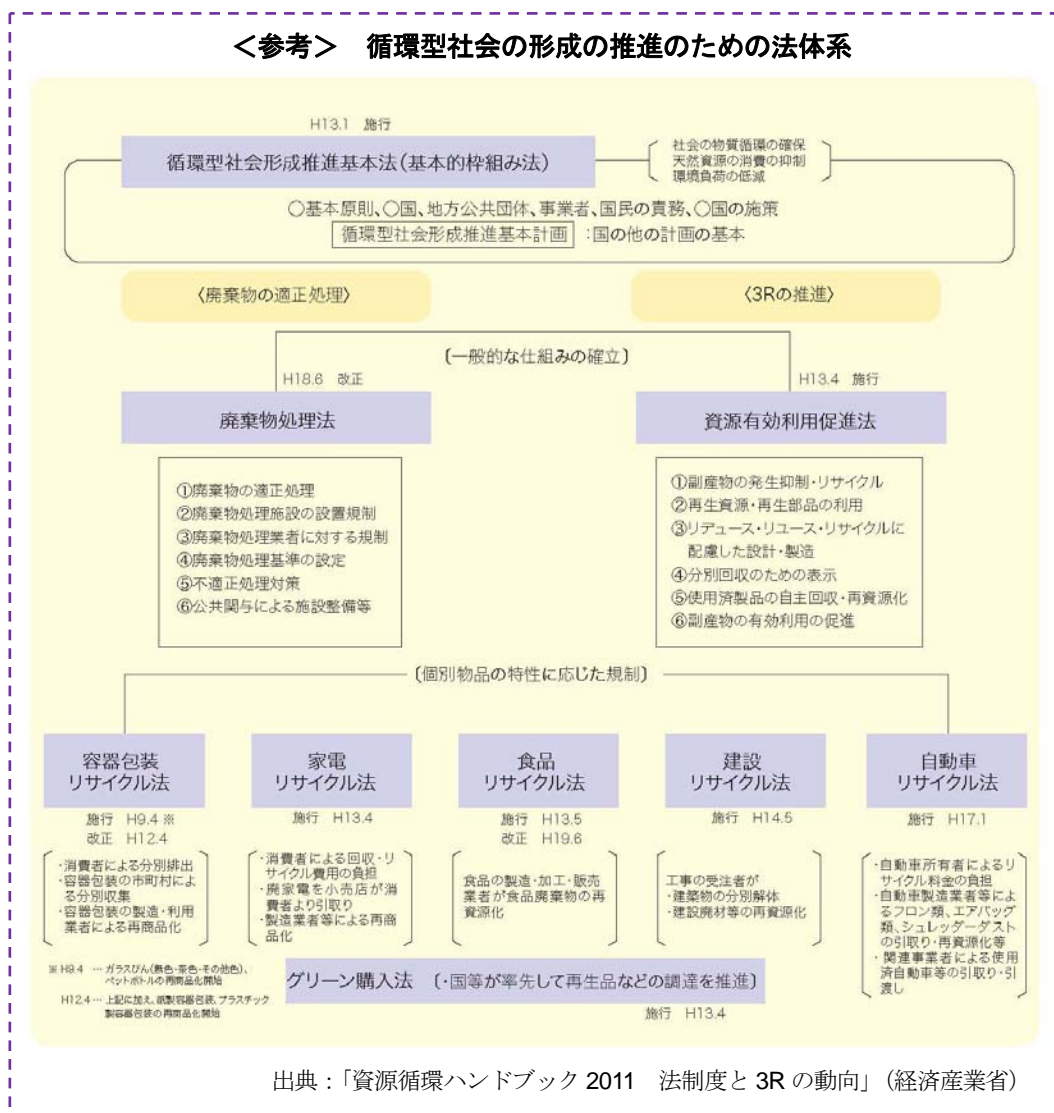 ＜参考＞　循環型社会の形成の推進のための法体系
H13.1 施行
循環型社会形成推進基本法(基本的枠組み法)
社会の物質循環の確保
天然資源の消費の抑制
環境負荷の低減
○基本原則、○国、地方公共団体、事業者、国民の責務、○国の施策
循環型社会形成推進基本計画 ：国の他の計画の基本
〈廃棄物の適正処理〉
〈3Rの推進〉
〔一般的な仕組みの確立〕
H18.6 改正
H13.4 施行
廃棄物処理法
資源有効利用促進法
①廃棄物の適正処理
②廃棄物処理施設の設置規制
③廃棄物処理業者に対する規制
④廃棄物処理基準の設定
⑤不適正処理対策
⑥公共関与による施設整備等
①副産物の発生抑制・リサイクル
②再生資源・再生部品の利用
③リデュース・リユース・リサイクルに
配慮した設計・製造
④分別回収のための表示
⑤使用済製品の自主回収・再資源化
⑥副産物の有効利用の促進
〔個別物品の特性に応じた規制〕
容器包装
リサイクル法
施行 H9.4 ※
改正 H12.4
・消費者による分別排出
・容器包装の市町村によ
る分別収集
・容器包装の製造・利用
業者による再商品化
家電
リサイクル法
施行 H13.4
・消費者による回収・リ
サイクル費用の負担
・廃家電を小売店が消
費者より引取り
・製造業者等による再商
品化
食品
リサイクル法
施行 H13.5
改正 H19.6
食品の製造・加工・販売
業者が食品廃棄物の再
資源化
建設
リサイクル法
施行 H14.5
工事の受注者が
・建築物の分別解体
・建設廃材等の再資源化
自動車
リサイクル法
施行 H17.1
・自動車所有者によるリ
サイクル料金の負担
・自動車製造業者等によ
るフロン類、エアバッグ
類、シュレッダーダスト
の引取り・再資源化等
・関連事業者による使用
済自動車等の引取り・引
渡し
※ H9.4 … ガラスびん(無色・茶色・その他色)、
ペットボトルの再商品化開始
H12.4 … 上記に加え、紙製容器包装、プラスチック
製容器包装の再商品化開始
グリーン購入法 〔・国等が率先して再生品などの調達を推進〕
施行 H13.4
出典：「資源循環ハンドブック 2011　法制度と 3R の動向」（経済産業省）